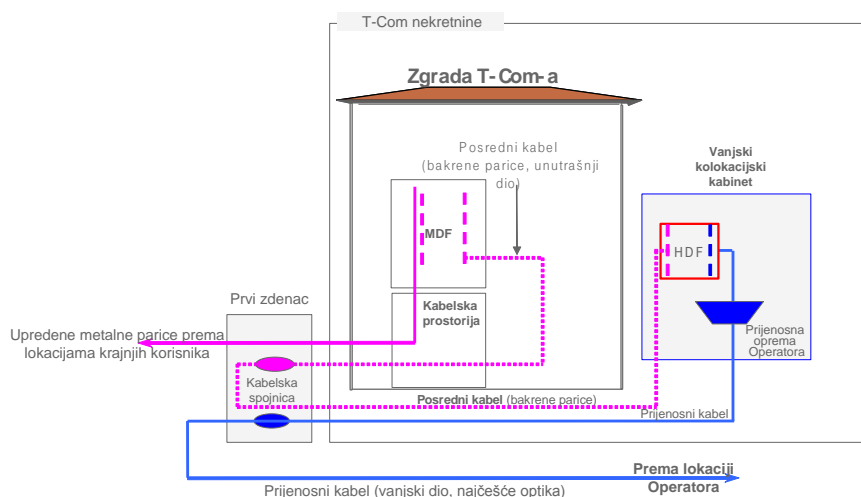 T-Com nekretnine
Zgrada T-Com-a
Posredni kabel
(bakrene parice, unutrašnji
dio)
Vanjski
kolokacijski
kabinet
MDF
HDF
Prvi zdenac
Kabelska
prostorija
Upredene metalne parice prema
lokacijama krajnjih korisnika
Prijenosna
oprema
Operatora
Kabelska
spojnica
Posredni kabel (bakrene parice)
Prijenosni kabel
Prema lokaciji
Operatora
Prijenosni kabel (vanjski dio, najčešće optika)